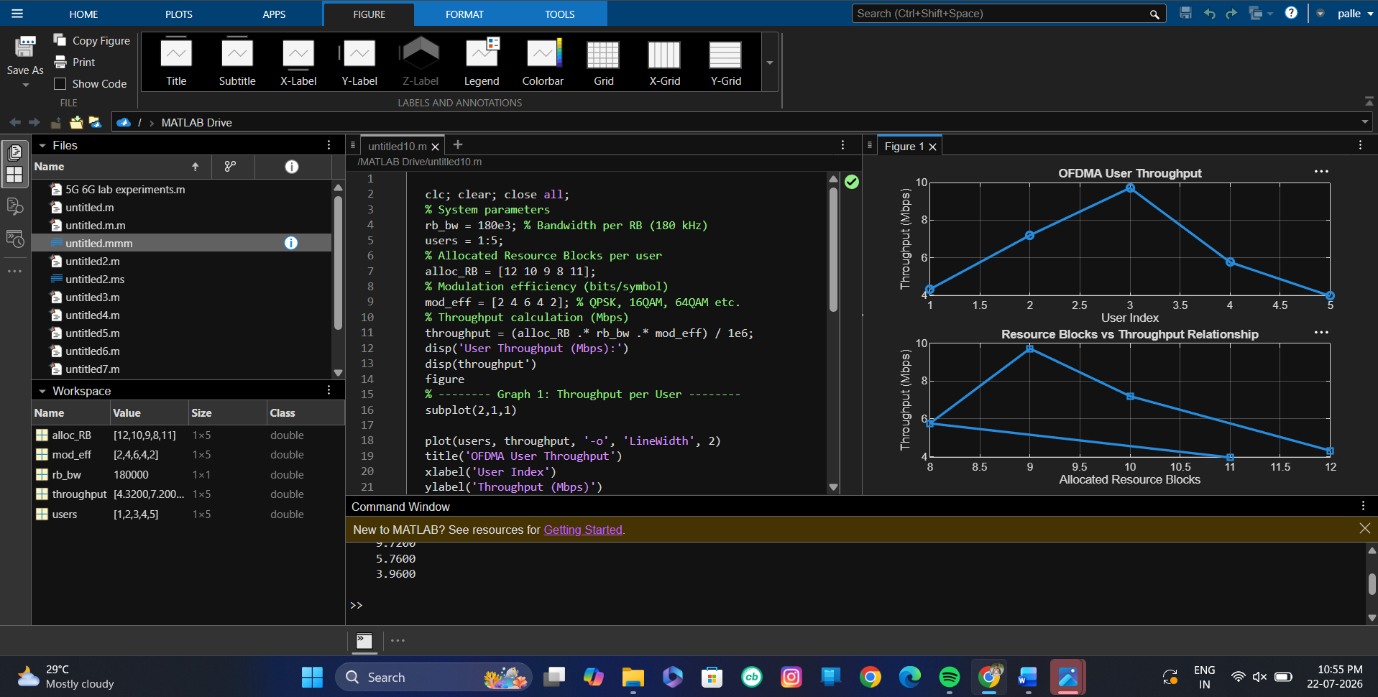 HOME PLOTS APPS FIGURE FORMAT TOOLS Search (Ctrl+Shift+Space) palle
Save As
Copy Figure
Print
Show Code
FILE
Title Subtitle X-Label Y-Label Z-Label Legend Colorbar Grid X-Grid Y-Grid
LABELS AND ANNOTATIONS
/ › MATLAB Drive
Files
Name
5G 6G lab experiments.m
untitled.m
untitled.m.m
untitled.mmm
untitled2.m
untitled2.ms
untitled3.m
untitled4.m
untitled5.m
untitled6.m
untitled7.m
Workspace
Name Value Size Class
alloc_RB [12,10,9,8,11] 1×5 double
mod_eff [2,4,6,4,2] 1×5 double
rb_bw 180000 1×1 double
throughput [4.3200,7.200... 1×5 double
users [1,2,3,4,5] 1×5 double
untitled10.m
/MATLAB Drive/untitled10.m
1
2 clc; clear; close all;
3 % System parameters
4 rb_bw = 180e3; % Bandwidth per RB (180 kHz)
5 users = 1:5;
6 % Allocated Resource Blocks per user
7 alloc_RB = [12 10 9 8 11];
8 % Modulation efficiency (bits/symbol)
9 mod_eff = [2 4 6 4 2]; % QPSK, 16QAM, 64QAM etc.
10 % Throughput calculation (Mbps)
11 throughput = (alloc_RB .* rb_bw .* mod_eff) / 1e6;
12 disp('User Throughput (Mbps):')
13 disp(throughput')
14 figure
15 % -------- Graph 1: Throughput per User --------
16 subplot(2,1,1)
17
18 plot(users, throughput, '-o', 'LineWidth', 2)
19 title('OFDMA User Throughput')
20 xlabel('User Index')
21 ylabel('Throughput (Mbps)')
Figure 1
OFDMA User Throughput
Throughput (Mbps)
10
8
6
4
1 1.5 2 2.5 3 3.5 4 4.5 5
User Index
Resource Blocks vs Throughput Relationship
Throughput (Mbps)
10
8
6
4
8 8.5 9 9.5 10 10.5 11 11.5 12
Allocated Resource Blocks
Command Window
New to MATLAB? See resources for Getting Started.
9.7200
5.7600
3.9600
>>
29°C
Mostly cloudy
Search
cb
ENG
IN
10:55 PM
22-07-2026